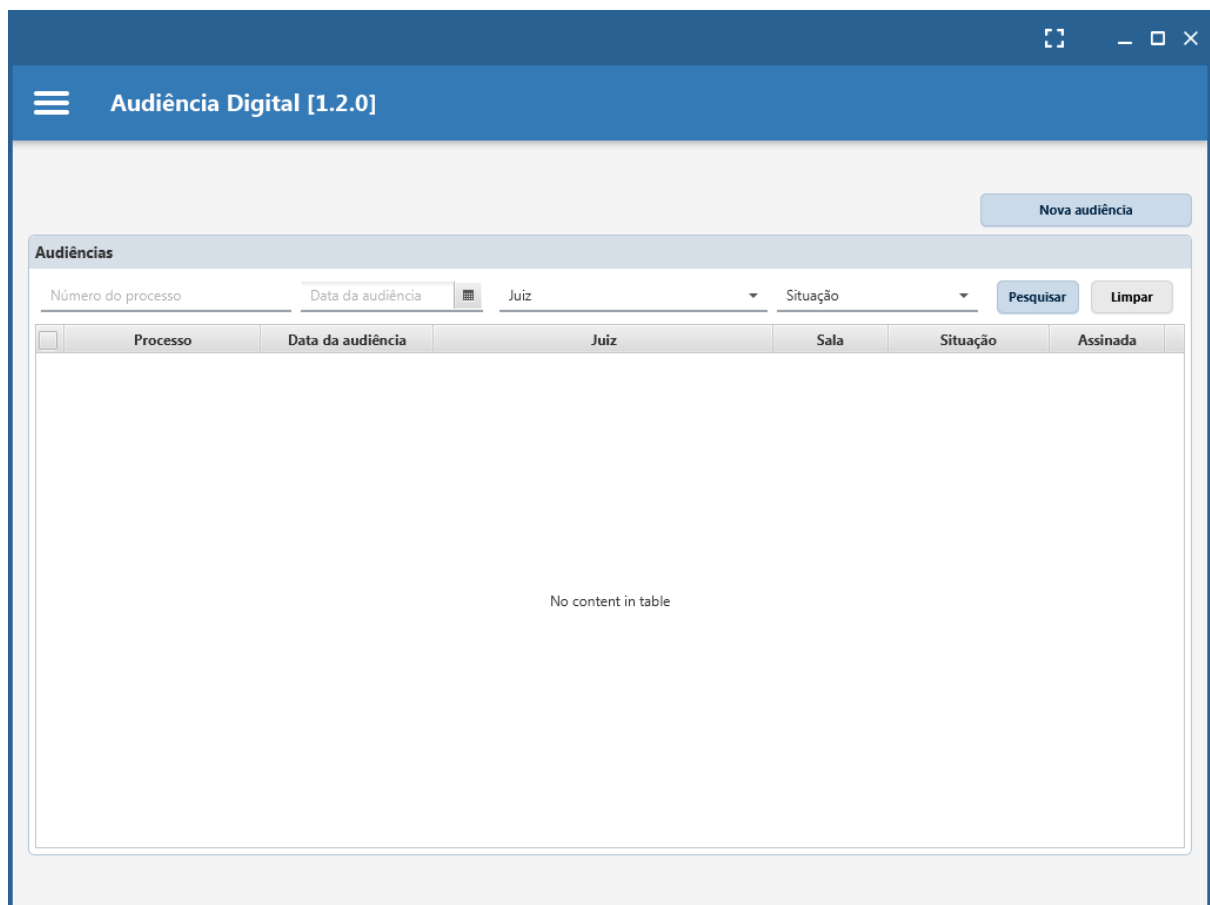 Audiência Digital [1.2.0]
Nova audiência
Audiências
Número do processo Data da audiência Juiz Situação Pesquisar Limpar
Processo Data da audiência Juiz Sala Situação Assinada
No content in table